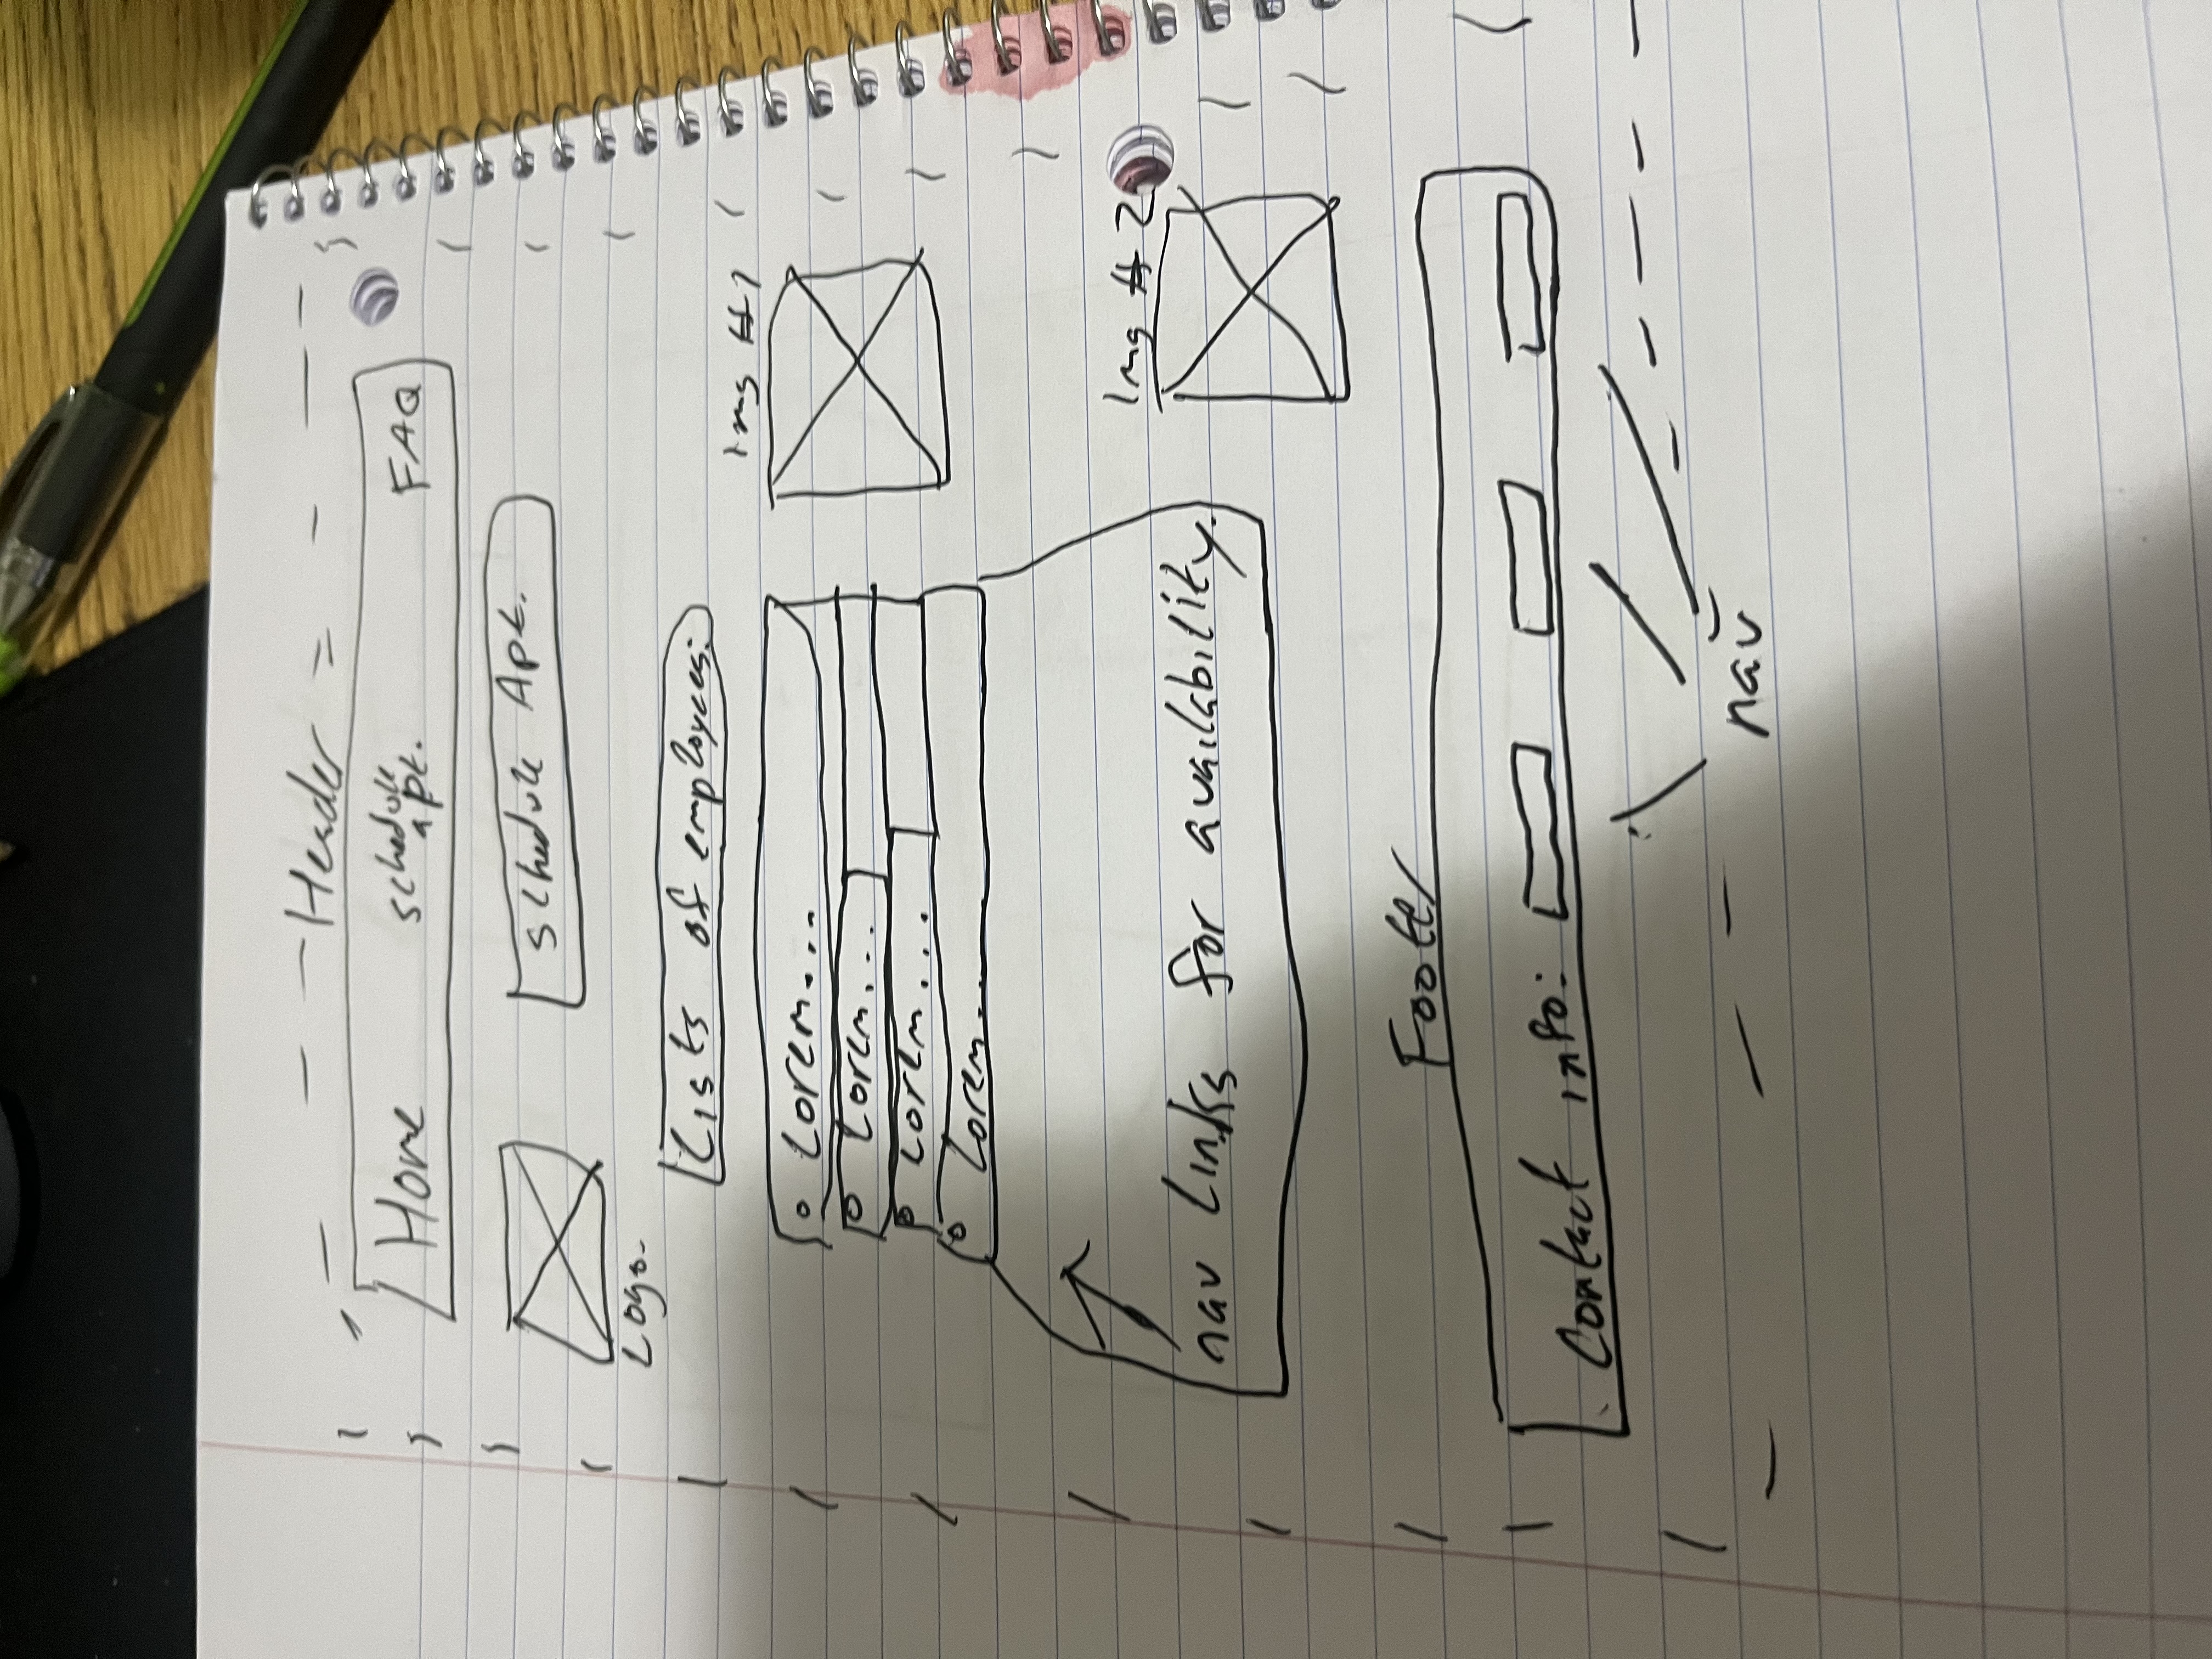 Header
Home schedule apt. FAQ
Schedule Apt.
Logo.
Lists of employees:
Img #1
Lorem...
Lorem...
Lorem...
Lorem....
Img #2
nav links for availability.
Footer
Contact info:
nav